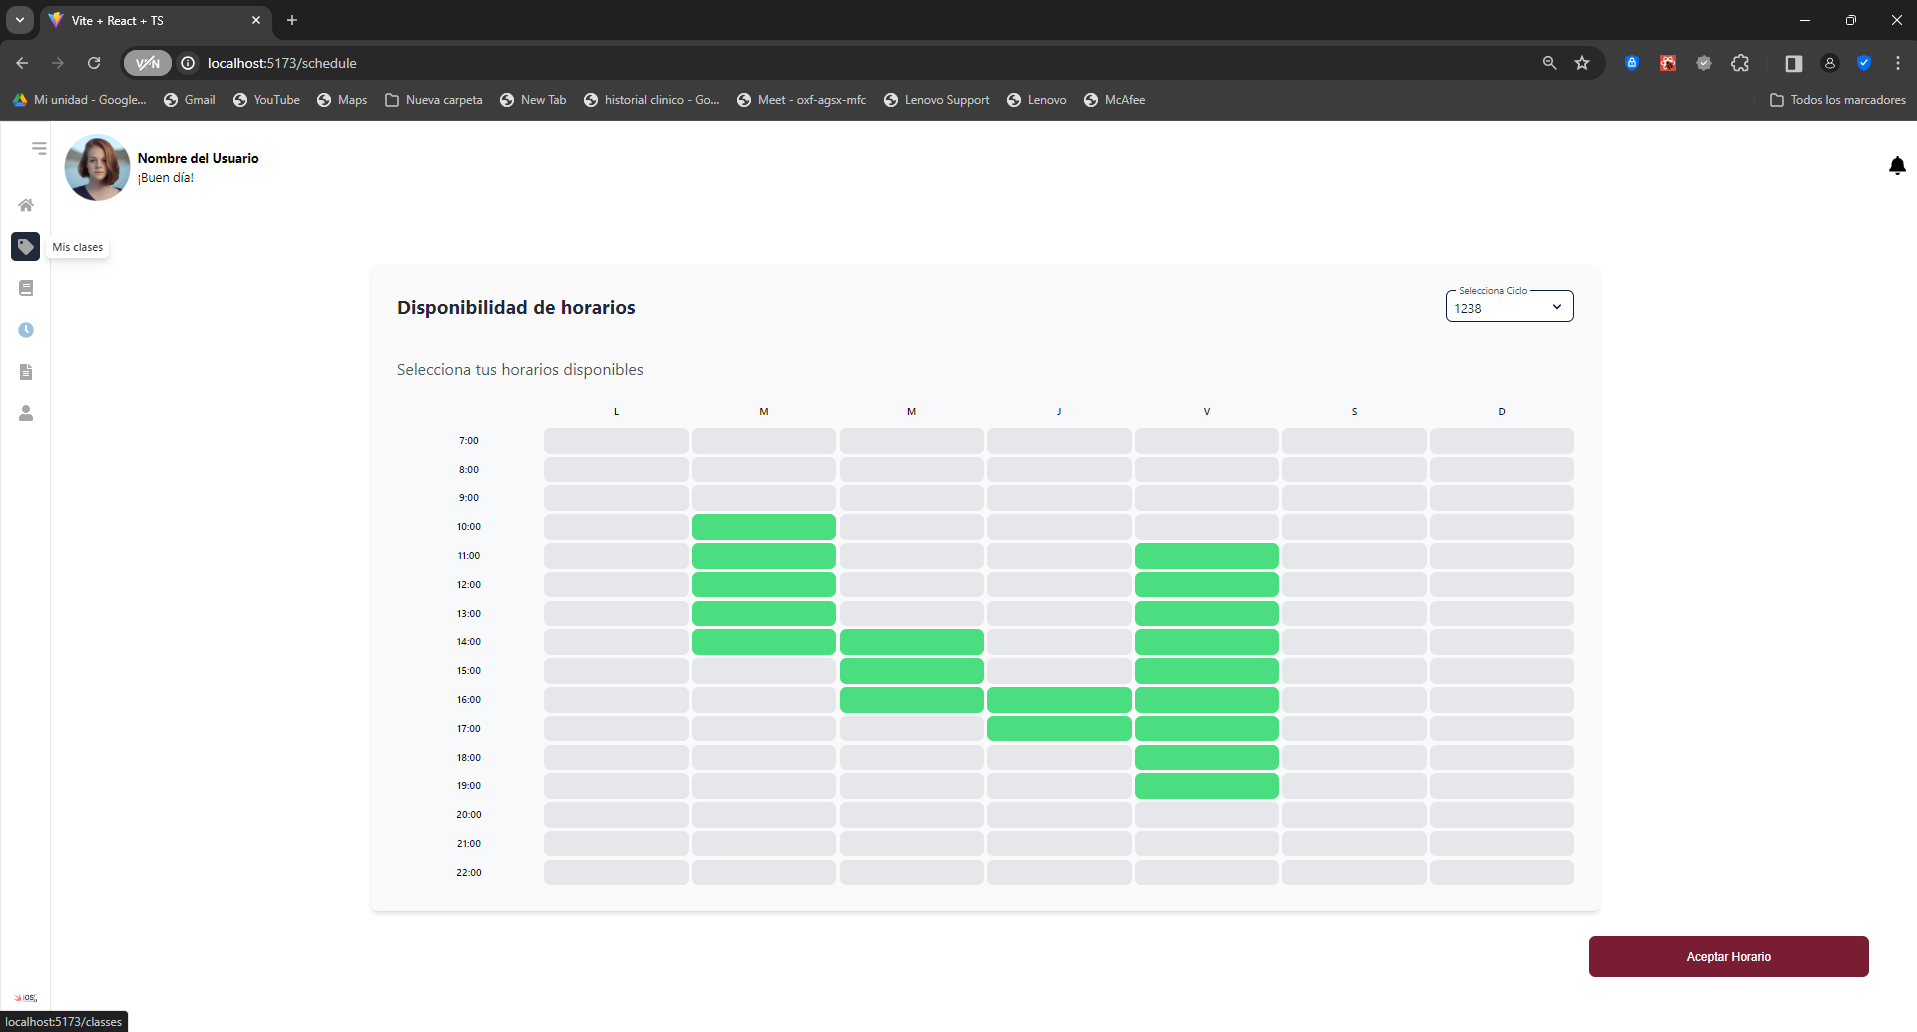 Vite + React + TS
VPN
localhost:5173/schedule
Mi unidad - Google...
Gmail
YouTube
Maps
Nueva carpeta
New Tab
historial clinico - Go...
Meet - oxf-agsx-mfc
Lenovo Support
Lenovo
McAfee
Todos los marcadores
Nombre del Usuario
¡Buen día!
Mis clases
Disponibilidad de horarios
Selecciona Ciclo
1238
Selecciona tus horarios disponibles
L M M J V S D
7:00
8:00
9:00
10:00
11:00
12:00
13:00
14:00
15:00
16:00
17:00
18:00
19:00
20:00
21:00
22:00
Aceptar Horario
iOS
localhost:5173/classes